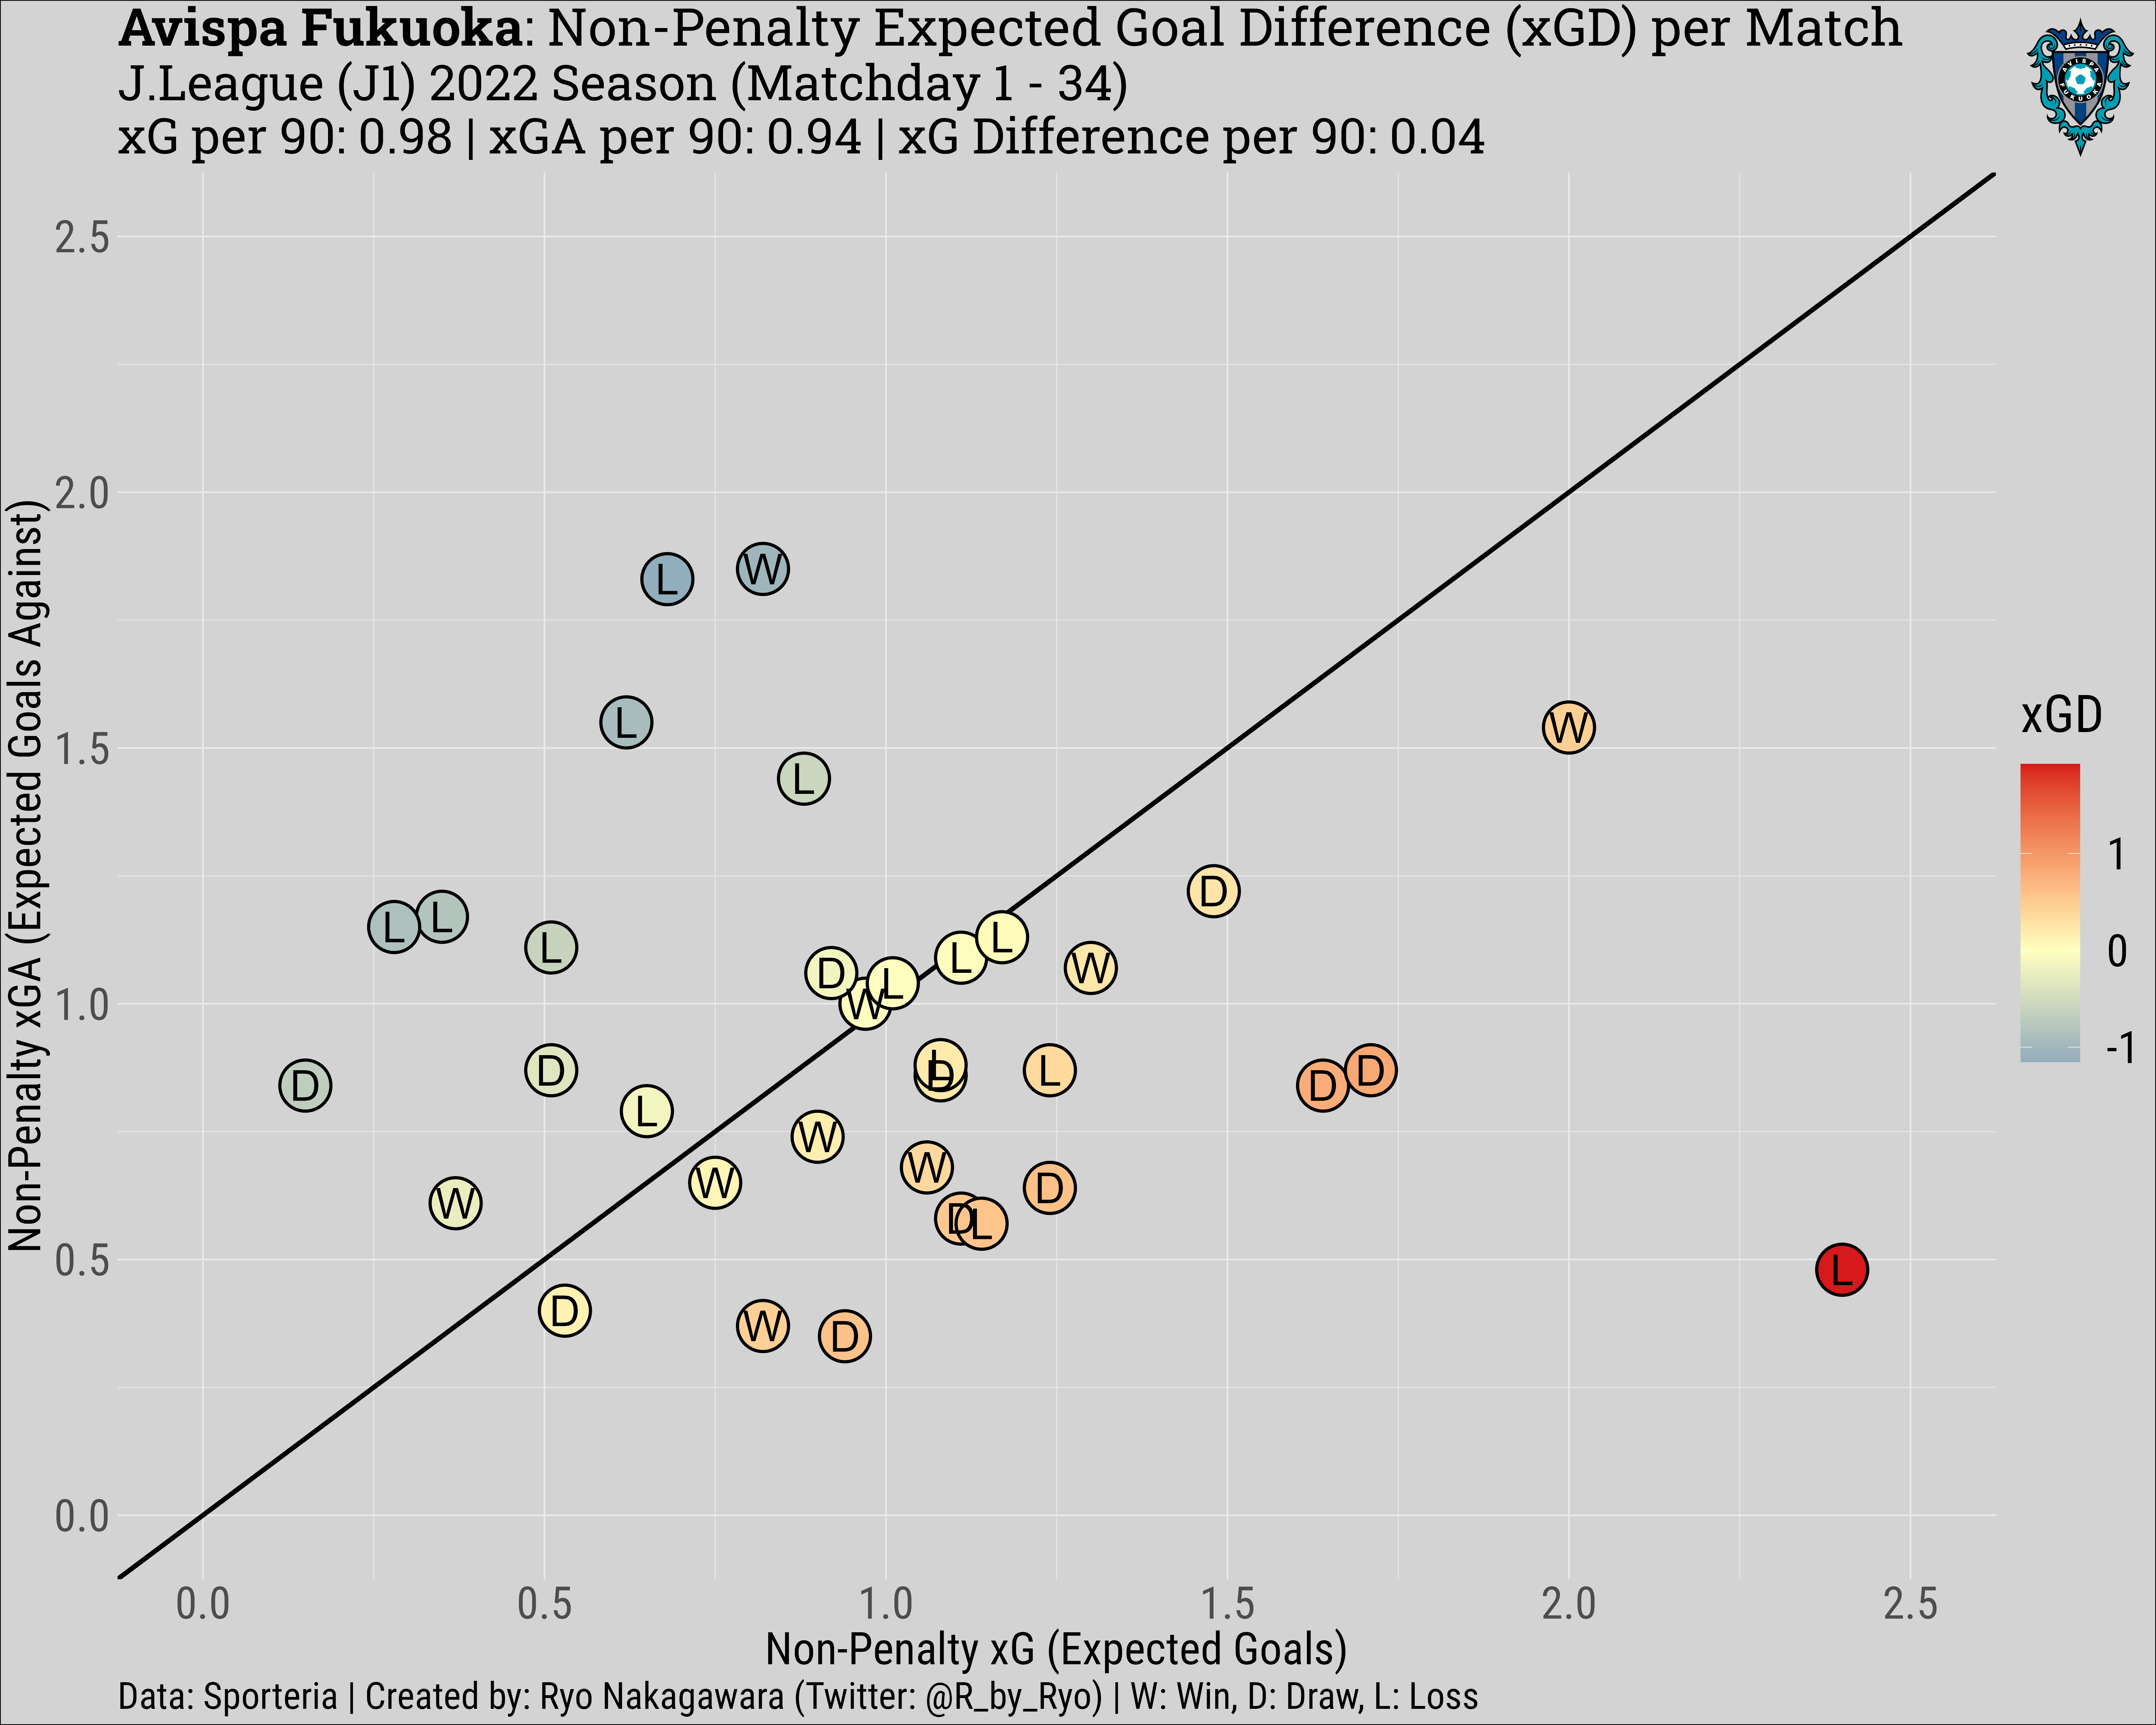 Avispa Fukuoka: Non-Penalty Expected Goal Difference (xGD) per Match
J.League (J1) 2022 Season (Matchday 1 - 34)
xG per 90: 0.98 | xGA per 90: 0.94 | xG Difference per 90: 0.04
AVISPA
FUKUOKA
Non-Penalty xGA (Expected Goals Against)
2.5
2.0
1.5
1.0
0.5
0.0
L
W
L
W
L
D
L
L
L
L
L
D
L
W
W
D
D
L
D
L
D
D
L
W
W
W
D
W
D
L
L
D
W
D
xGD
1
0
-1
0.0
0.5
1.0
1.5
2.0
2.5
Non-Penalty xG (Expected Goals)
Data: Sporteria | Created by: Ryo Nakagawara (Twitter: @R_by_Ryo) | W: Win, D: Draw, L: Loss